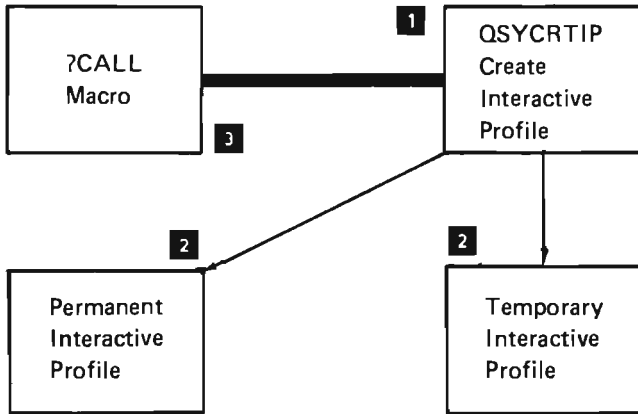 1
?CALL
Macro
QSYCRTIP
Create
Interactive
Profile
3
2
2
Permanent
Interactive
Profile
Temporary
Interactive
Profile